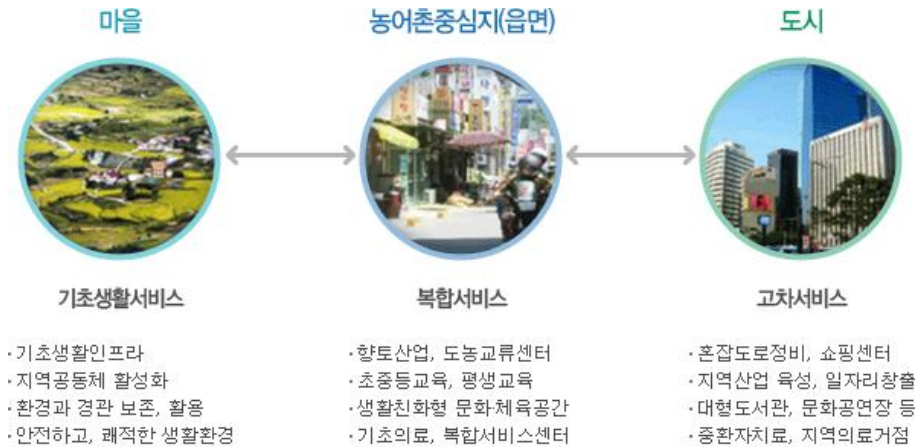 마을
농어촌중심지(읍면)
도시
기초생활서비스
복합서비스
고차서비스
·기초생활인프라
·지역공동체 활성화
·환경과 경관 보존, 활용
·안전하고, 쾌적한 생활환경
·향토산업, 도농교류센터
·초중등교육, 평생교육
·생활친화형 문화·체육공간
·기초의료, 복합서비스센터
·혼잡도로정비, 쇼핑센터
·지역산업 육성, 일자리창출
·대형도서관, 문화공연장 등
·중환자치료, 지역의료거점